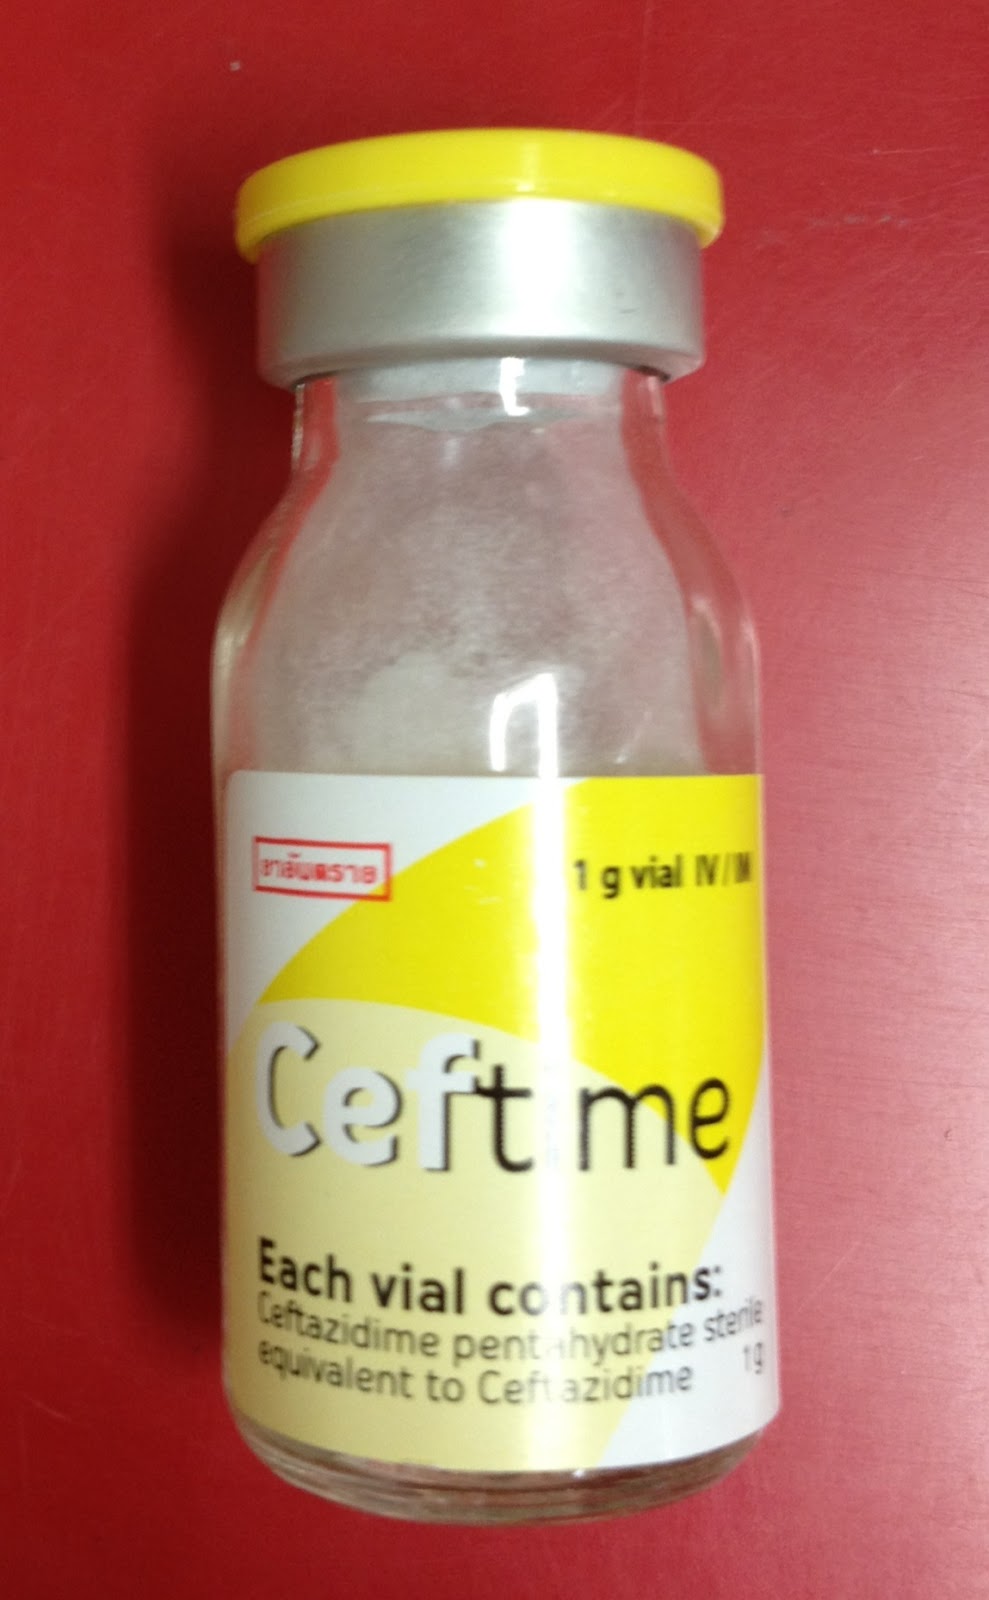 ยาอันตราย
1 g vial IV / IM
Ceftime
Each vial contains:
Ceftazidime pentahydrate sterile
equivalent to Ceftazidime 1 g